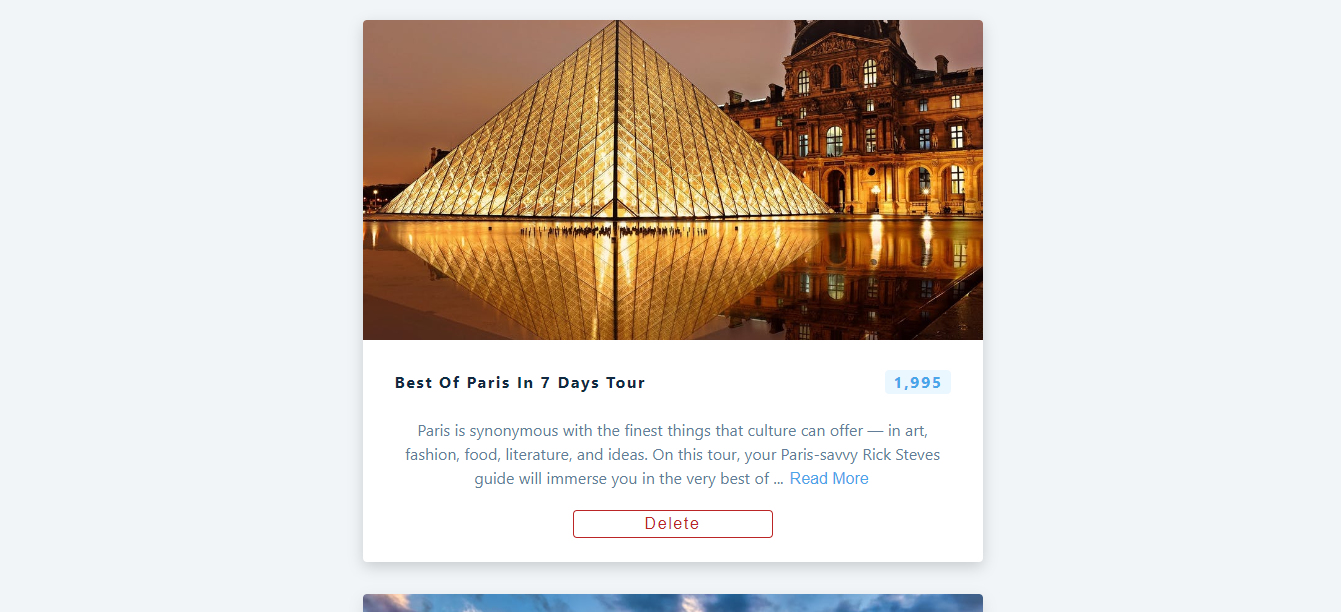 Best Of Paris In 7 Days Tour
1,995
Paris is synonymous with the finest things that culture can offer — in art,
fashion, food, literature, and ideas. On this tour, your Paris-savvy Rick Steves
guide will immerse you in the very best of ... Read More
Delete